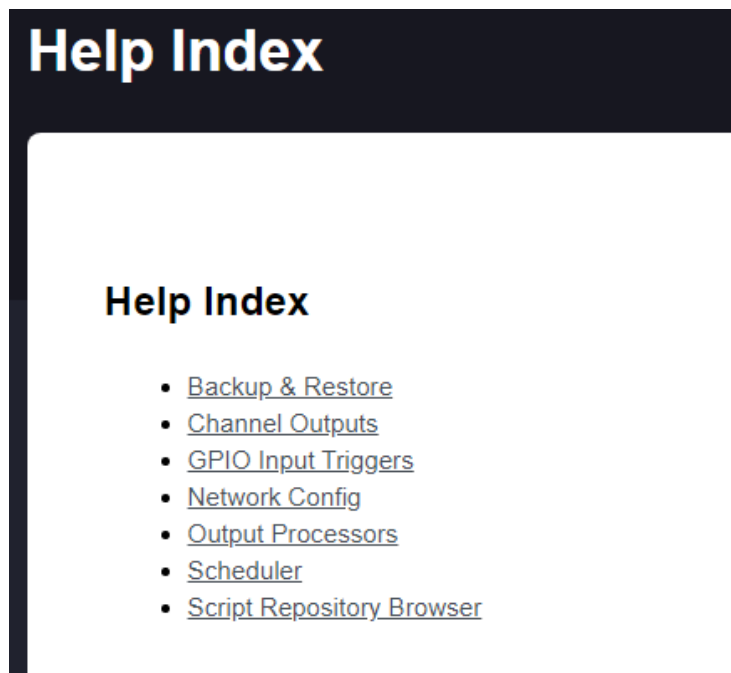 Help Index
Help Index
Backup & Restore
Channel Outputs
GPIO Input Triggers
Network Config
Output Processors
Scheduler
Script Repository Browser